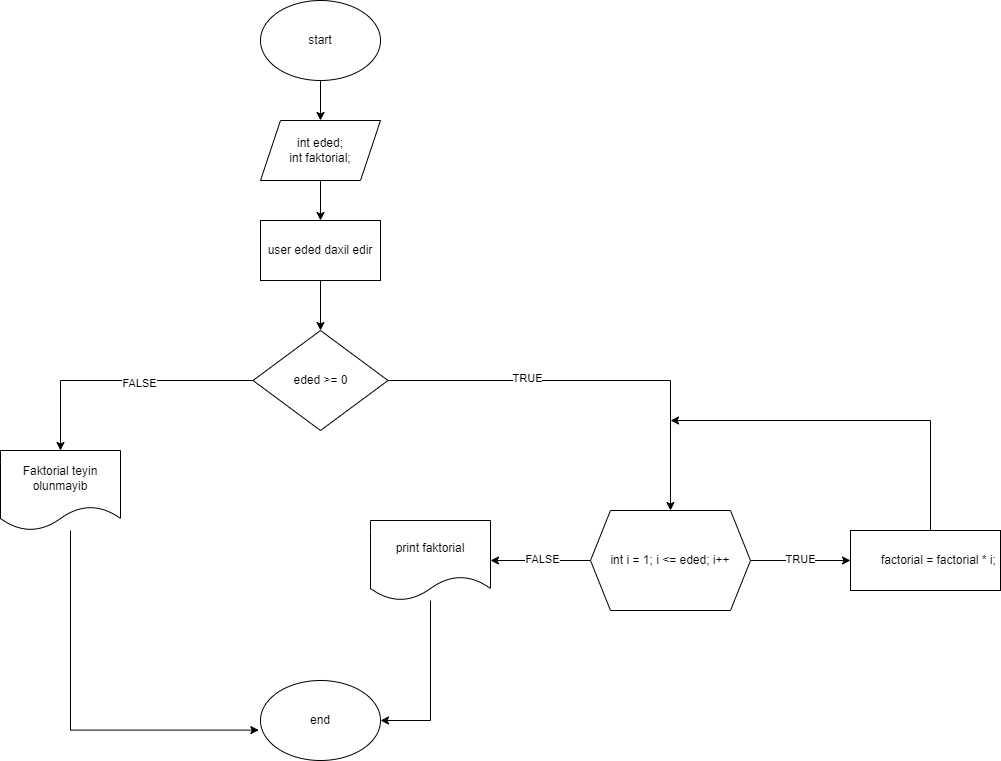 start
int eded;
int faktorial;
user eded daxil edir
eded >= 0
FALSE
TRUE
Faktorial teyin
olunmayib
print faktorial
FALSE
int i = 1; i <= eded; i++
TRUE
factorial = factorial * i;
end